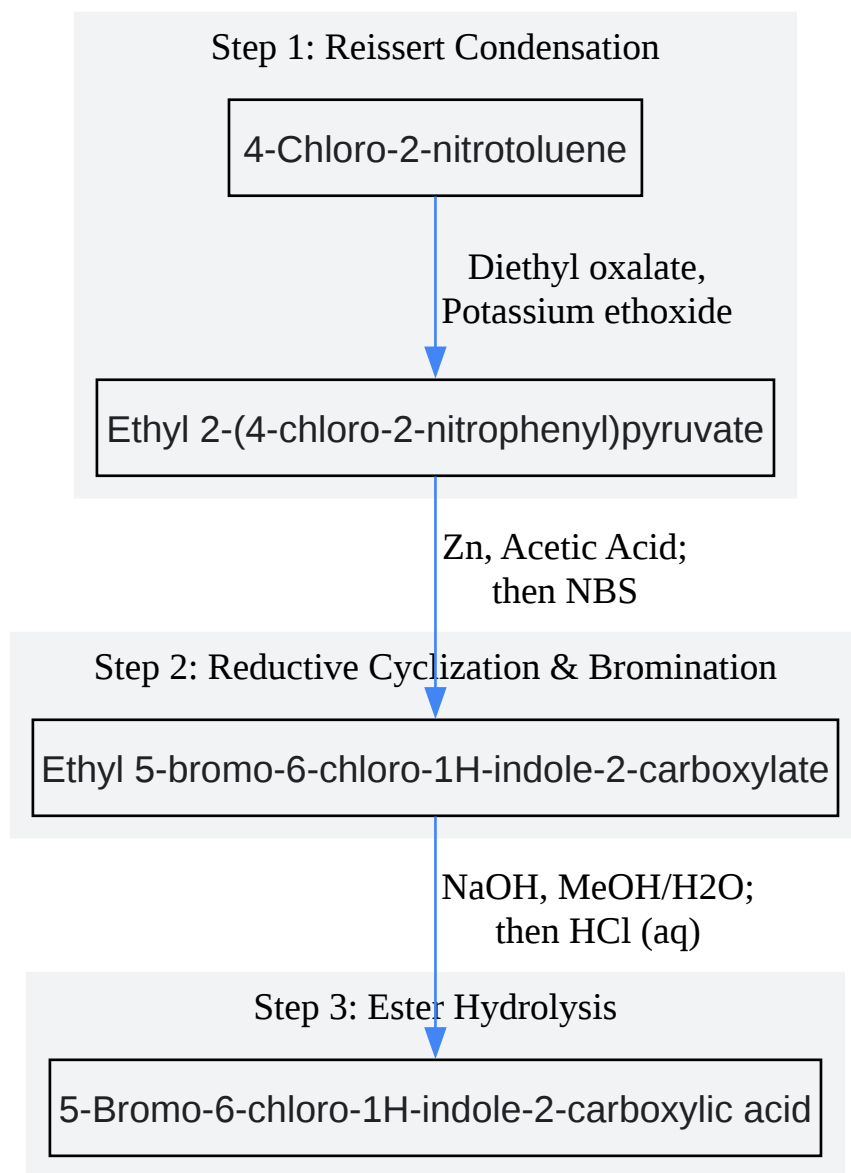 Step 1: Reissert Condensation
4-Chloro-2-nitrotoluene
Diethyl oxalate,
Potassium ethoxide
Ethyl 2-(4-chloro-2-nitrophenyl)pyruvate
Zn, Acetic Acid;
then NBS
Step 2: Reductive Cyclization & Bromination
Ethyl 5-bromo-6-chloro-1H-indole-2-carboxylate
NaOH, MeOH/H2O;
then HCl (aq)
Step 3: Ester Hydrolysis
5-Bromo-6-chloro-1H-indole-2-carboxylic acid